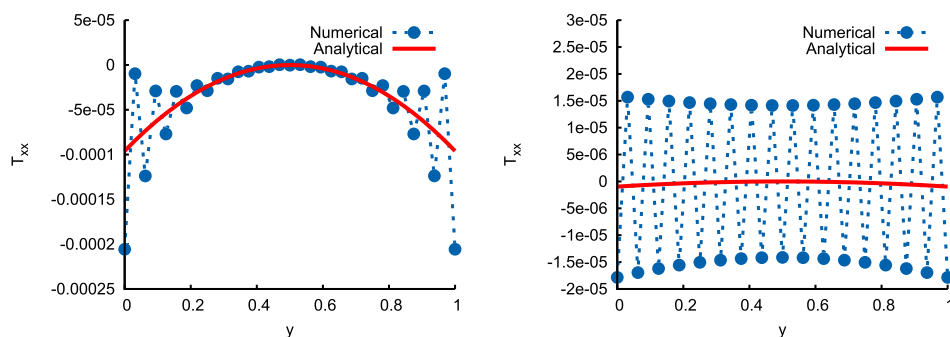 5e-05
0
-5e-05
-0.0001
-0.00015
-0.0002
-0.00025
T_xx
Numerical
Analytical
0 0.2 0.4 0.6 0.8 1
y
3e-05
2.5e-05
2e-05
1.5e-05
1e-05
5e-06
0
-5e-06
-1e-05
-1.5e-05
-2e-05
T_xx
Numerical
Analytical
0 0.2 0.4 0.6 0.8 1
y